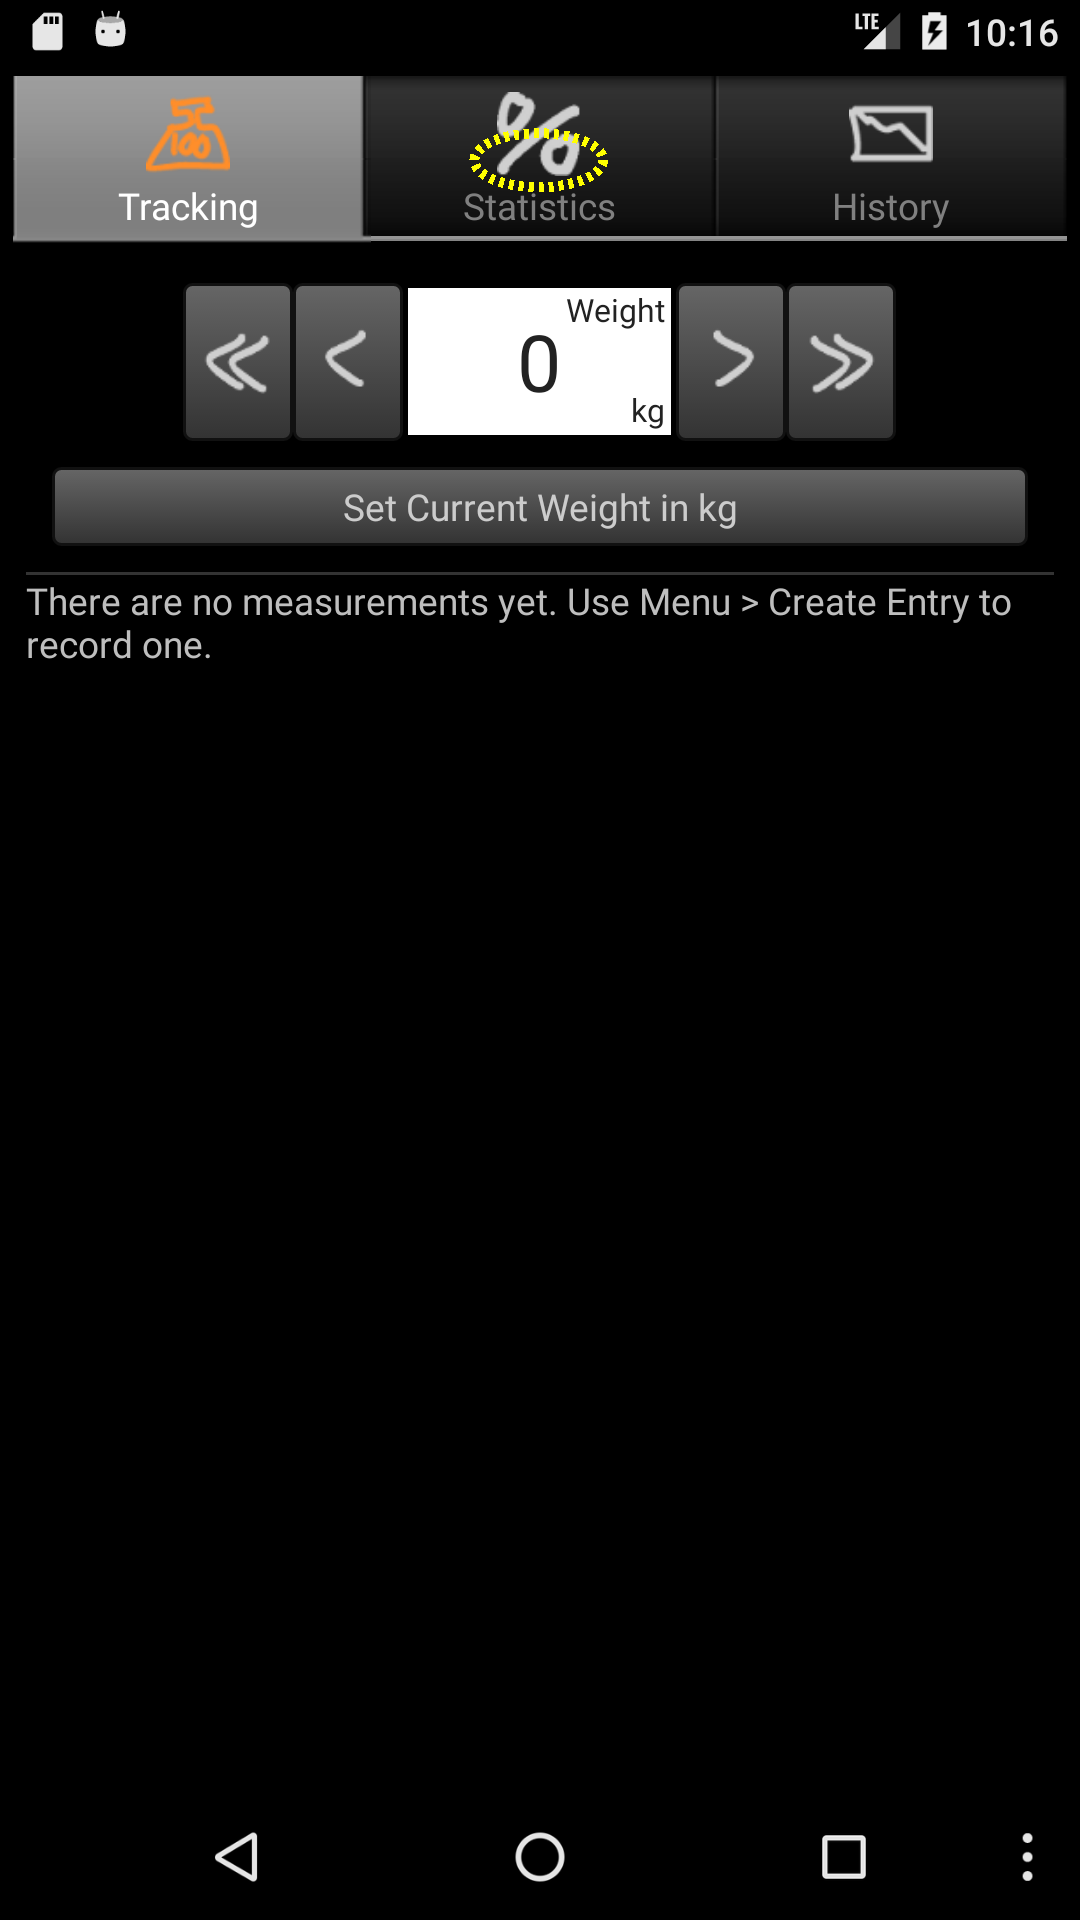 LTE 10:16
100
Tracking
%
Statistics
History
Weight
0
kg
Set Current Weight in kg
There are no measurements yet. Use Menu > Create Entry to
record one.